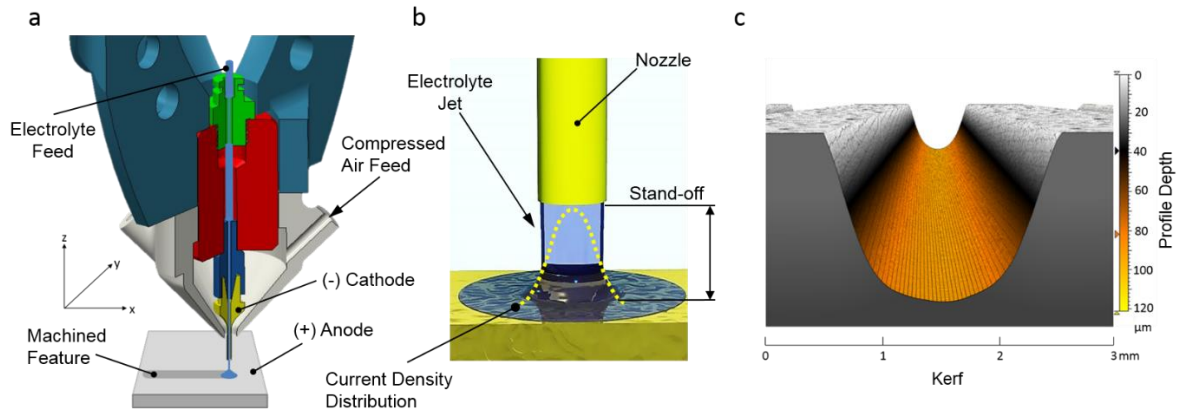 a
Electrolyte
Feed
Compressed
Air Feed
z
y
x
(-) Cathode
(+) Anode
Machined
Feature
b
Nozzle
Electrolyte
Jet
Stand-off
Current Density
Distribution
c
0
20
40
60
80
100
120
µm
Profile Depth
0
1
2
3 mm
Kerf